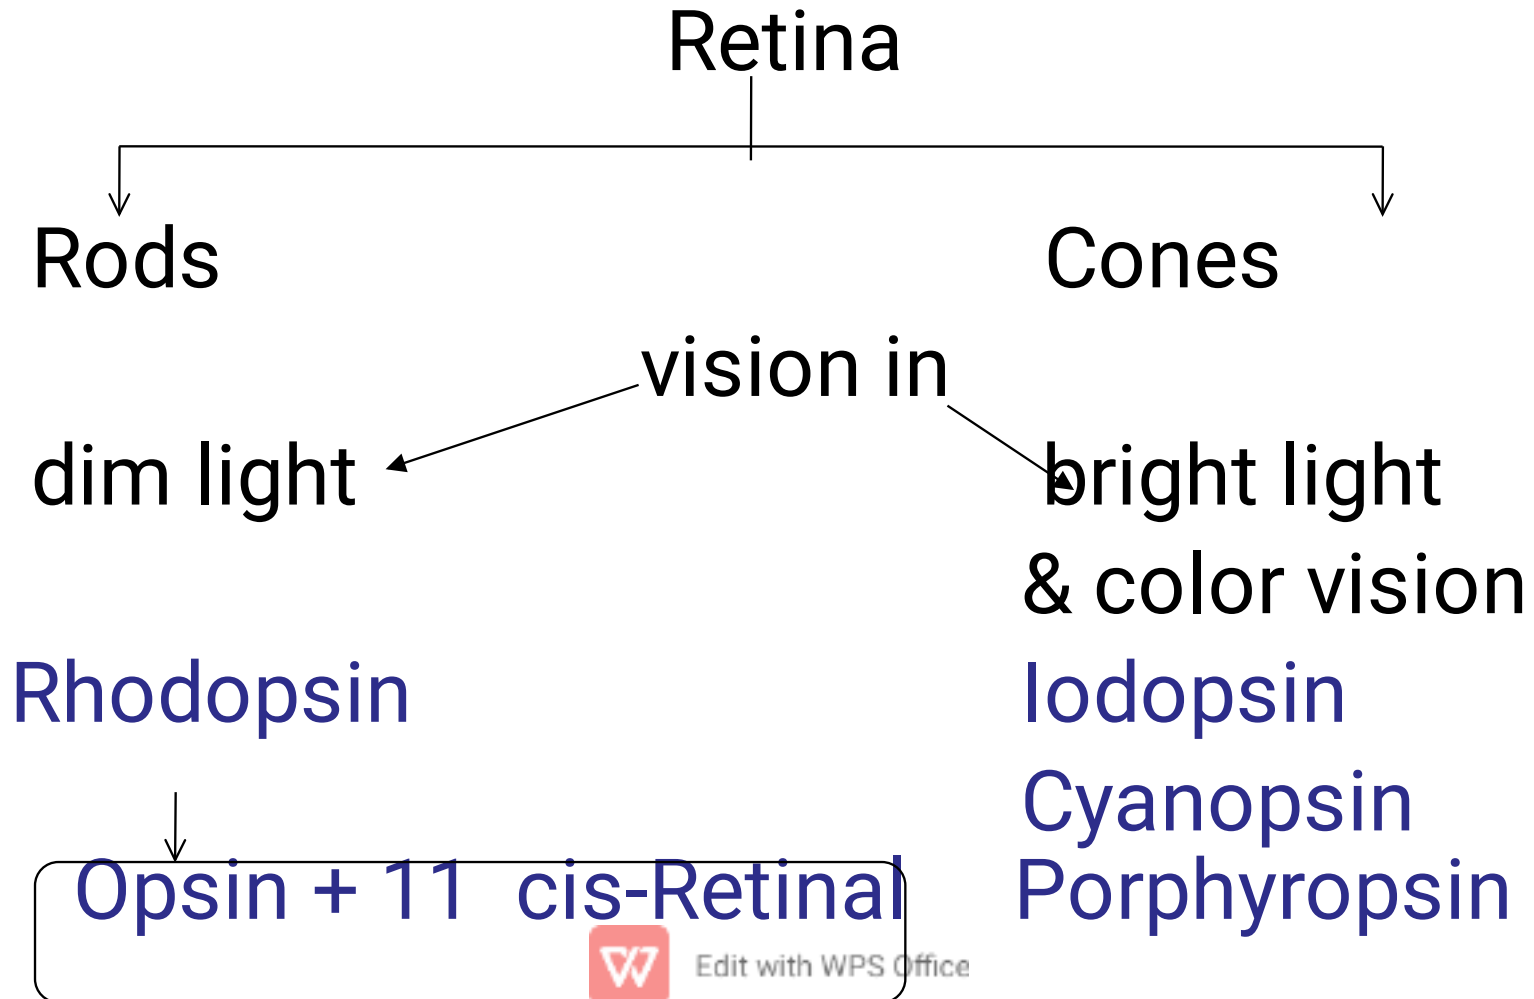 Retina
Rods Cones
vision in
dim light bright light
& color vision
Rhodopsin Iodopsin
Cyanopsin
Opsin + 11 cis-Retinal Porphyropsin
Edit with WPS Office